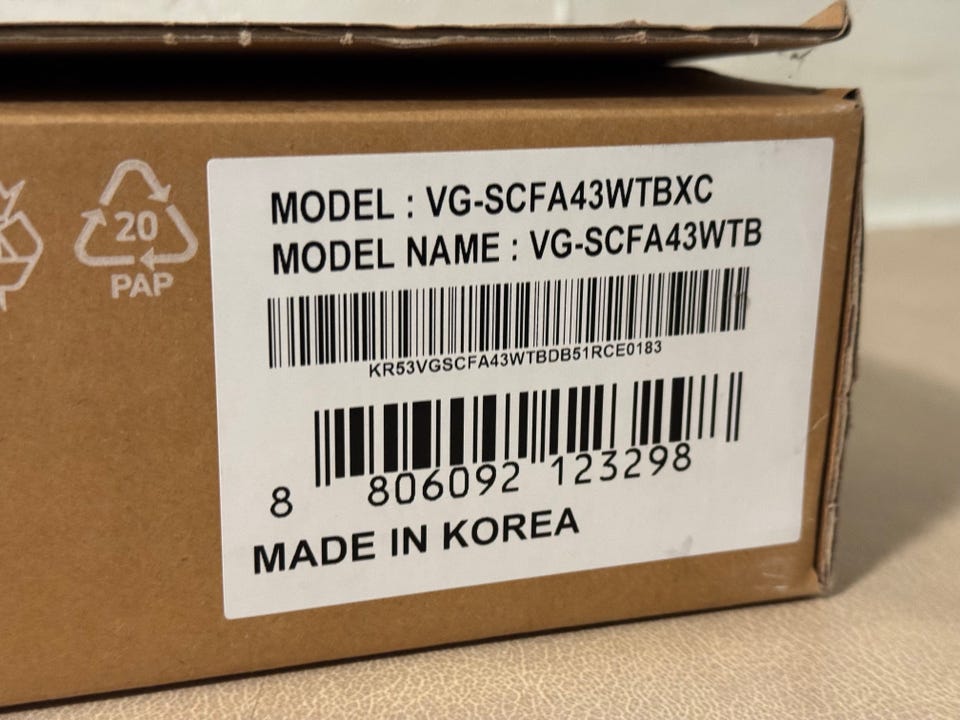 MODEL : VG-SCFA43WTBXC
MODEL NAME : VG-SCFA43WTB
KR53VGSCFA43WTBDB51RCE0183
8 806092 123298
MADE IN KOREA
20
PAP